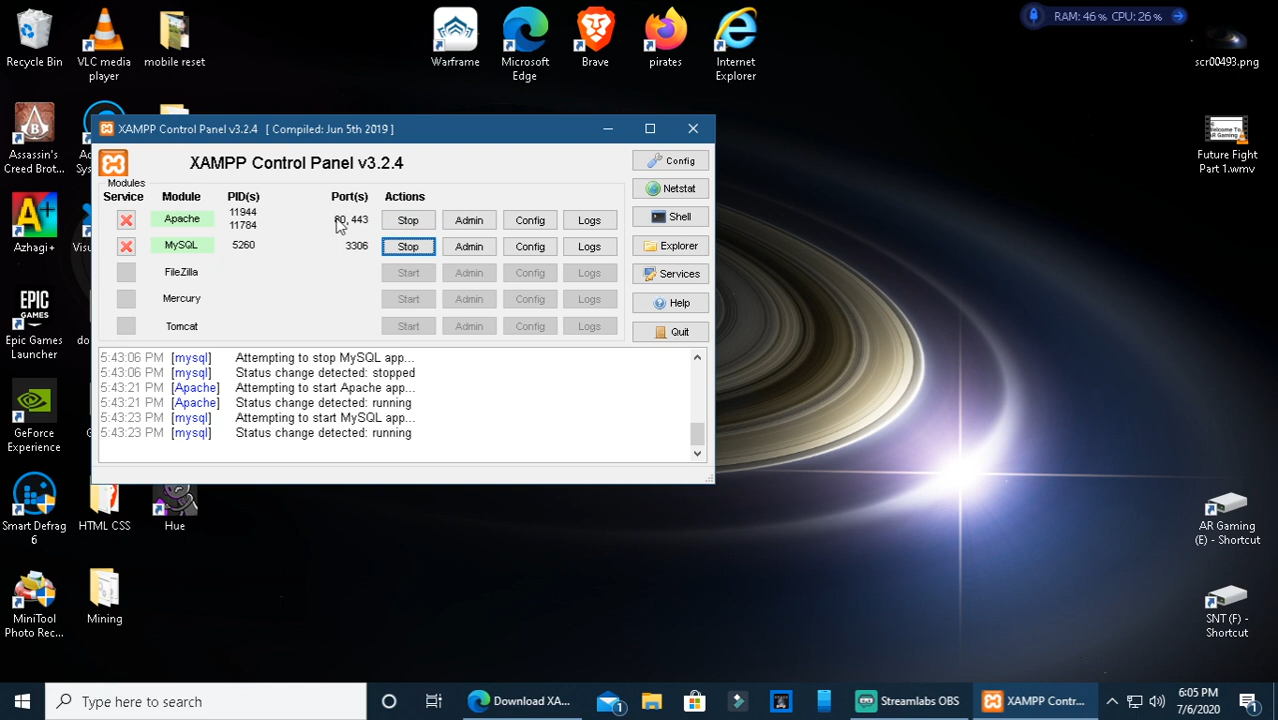 Recycle Bin
VLC media
player
mobile reset
Warframe
Microsoft
Edge
Brave
pirates
Internet
Explorer
RAM: 46 % CPU: 26 %
scr00493.png
Assassin's
Creed Brot...
Welcome To
AR Gaming
Future Fight
Part 1.wmv
XAMPP Control Panel v3.2.4 [ Compiled: Jun 5th 2019 ]
XAMPP Control Panel v3.2.4
Config
Modules
Service Module PID(s) Port(s) Actions
Netstat
Apache 11944
11784 80, 443 Stop Admin Config Logs
Shell
MySQL 5260 3306 Stop Admin Config Logs
Explorer
FileZilla Start Admin Config Logs
Services
Mercury Start Admin Config Logs
Help
Tomcat Start Admin Config Logs
Quit
5:43:06 PM [mysql] Attempting to stop MySQL app...
5:43:06 PM [mysql] Status change detected: stopped
5:43:21 PM [Apache] Attempting to start Apache app...
5:43:21 PM [Apache] Status change detected: running
5:43:23 PM [mysql] Attempting to start MySQL app...
5:43:23 PM [mysql] Status change detected: running
A+
Azhagi+
EPIC
GAMES
Epic Games
Launcher
GeForce
Experience
Smart Defrag
6
HTML CSS
Hue
AR Gaming
(E) - Shortcut
MiniTool
Photo Rec...
Mining
SNT (F) -
Shortcut
Type here to search
Download XA...
1
Streamlabs OBS
XAMPP Contr...
6:05 PM
7/6/2020
1